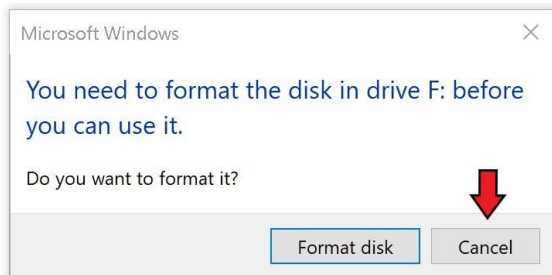 Microsoft Windows
You need to format the disk in drive F: before
you can use it.
Do you want to format it?
Format disk
Cancel